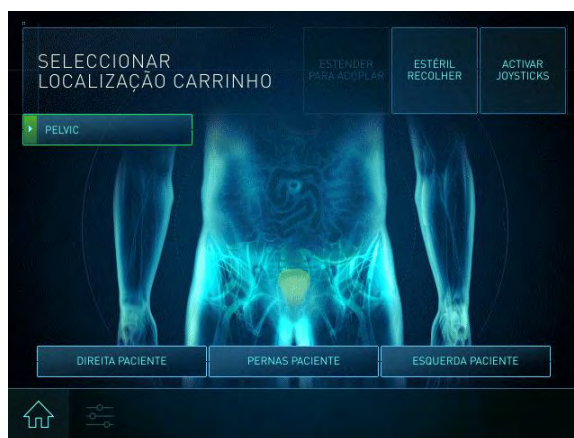 SELECCIONAR
LOCALIZAÇÃO CARRINHO
ESTENDER
PARA ACOPLAR
ESTÉRIL
RECOLHER
ACTIVAR
JOYSTICKS
PELVIC
DIREITA PACIENTE
PERNAS PACIENTE
ESQUERDA PACIENTE